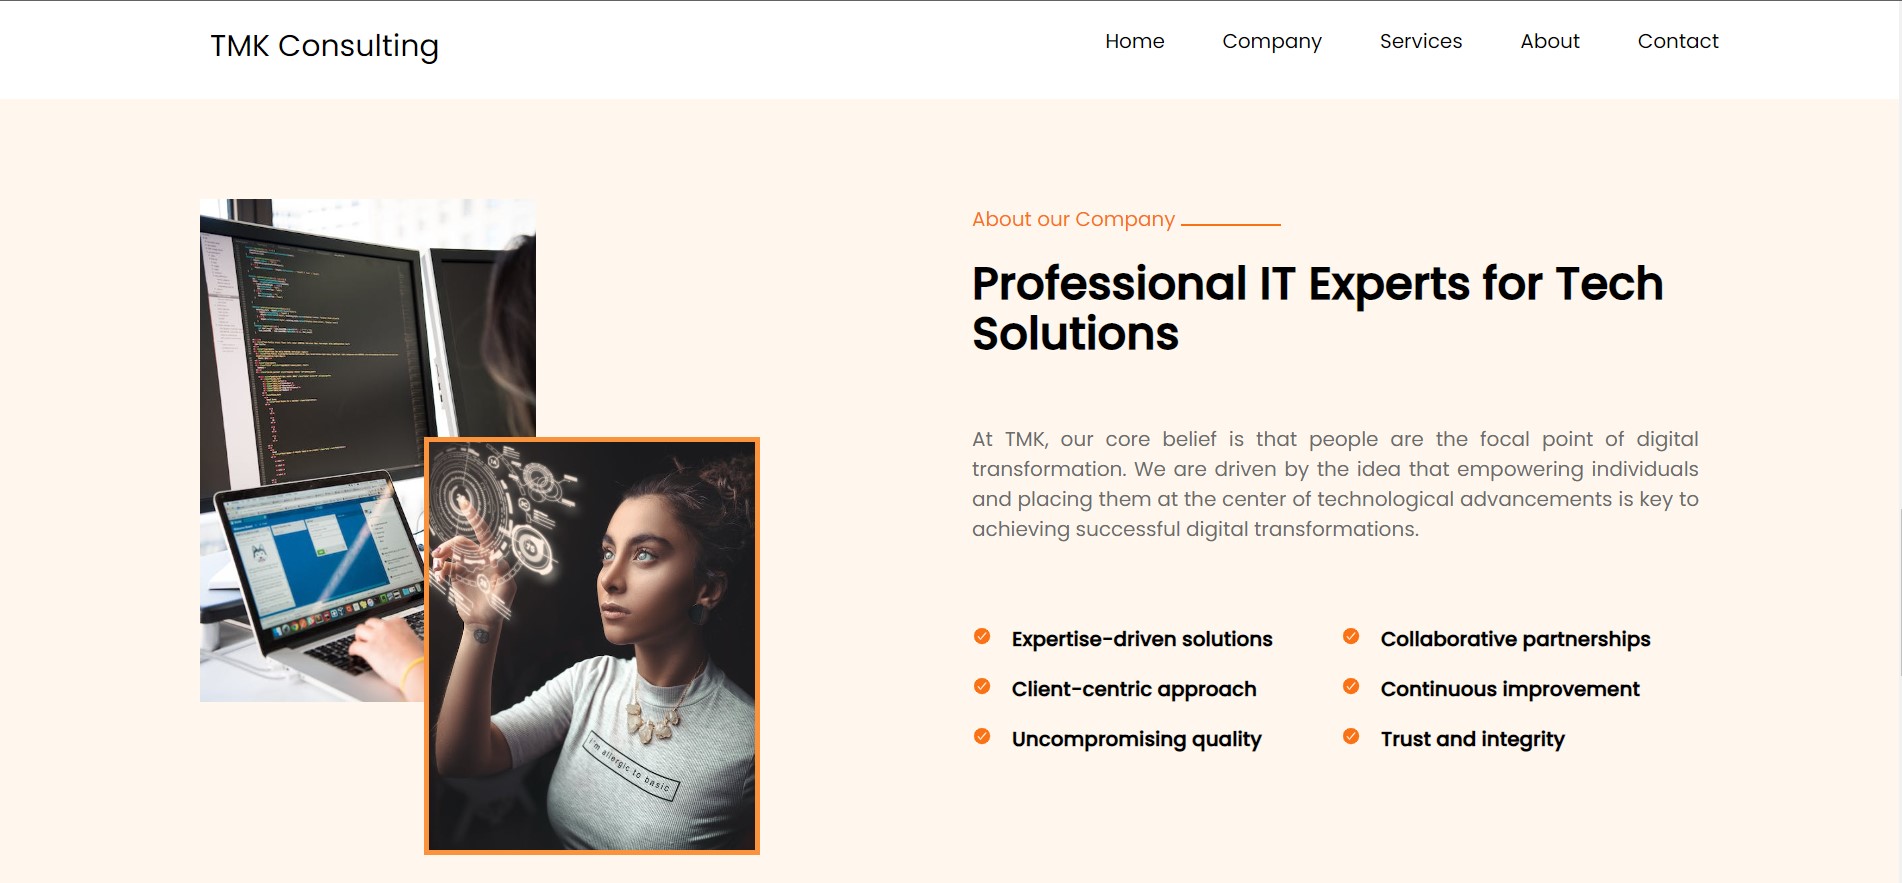 TMK Consulting
Home Company Services About Contact
About our Company
Professional IT Experts for Tech
Solutions
At TMK, our core belief is that people are the focal point of digital
transformation. We are driven by the idea that empowering individuals
and placing them at the center of technological advancements is key to
achieving successful digital transformations.
Expertise-driven solutions
Collaborative partnerships
Client-centric approach
Continuous improvement
Uncompromising quality
Trust and integrity
I'm allergic to basic